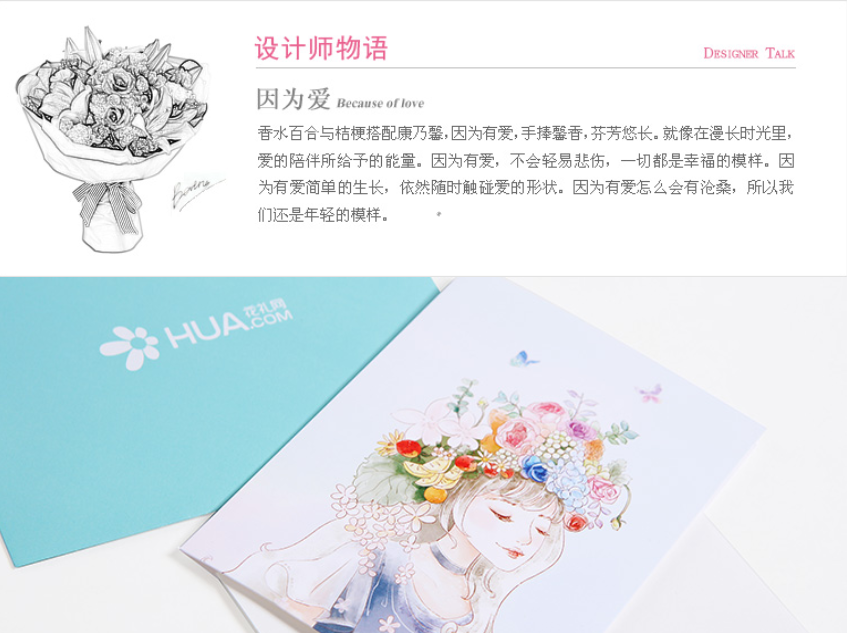 设计师物语
DESIGNER TALK
因为爱 Because of love
香水百合与桔梗搭配康乃馨，因为有爱，手捧馨香，芬芳悠长。就像在漫长时光里，
爱的陪伴所给予的能量。因为有爱，不会轻易悲伤，一切都是幸福的模样。因
为有爱简单的生长，依然随时触碰爱的形状。因为有爱怎么会有沧桑，所以我
们还是年轻的模样。
花礼网
HUA.COM